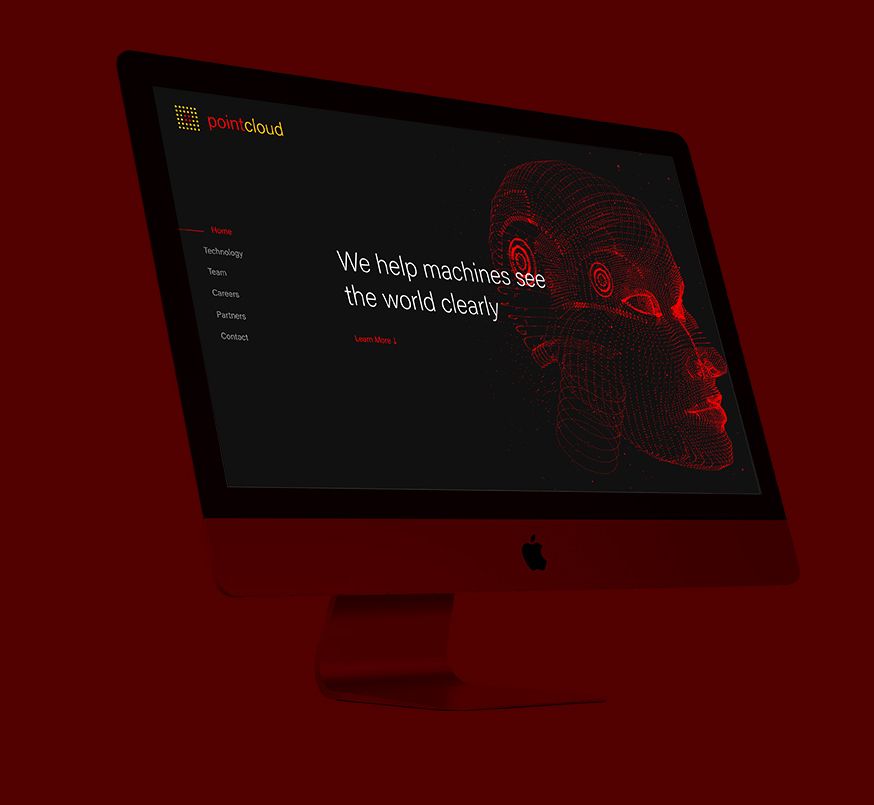 pointcloud
Home
Technology
Team
Careers
Partners
Contact
We help machines see
the world clearly
Learn More ↓